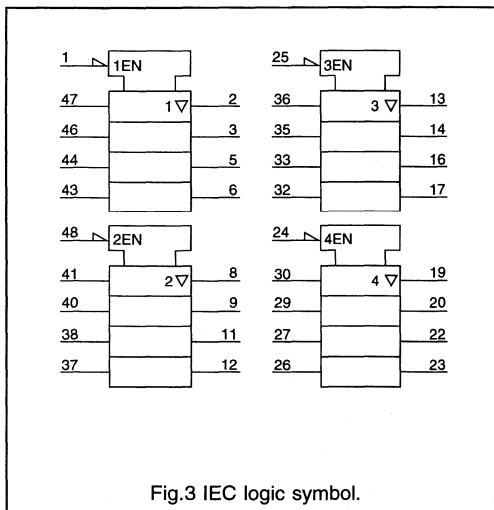 1 1EN
47 1 ▽ 2
46 3
44 5
43 6
48 2EN
41 2 ▽ 8
40 9
38 11
37 12
25 3EN
36 3 ▽ 13
35 14
33 16
32 17
24 4EN
30 4 ▽ 19
29 20
27 22
26 23
Fig.3 IEC logic symbol.